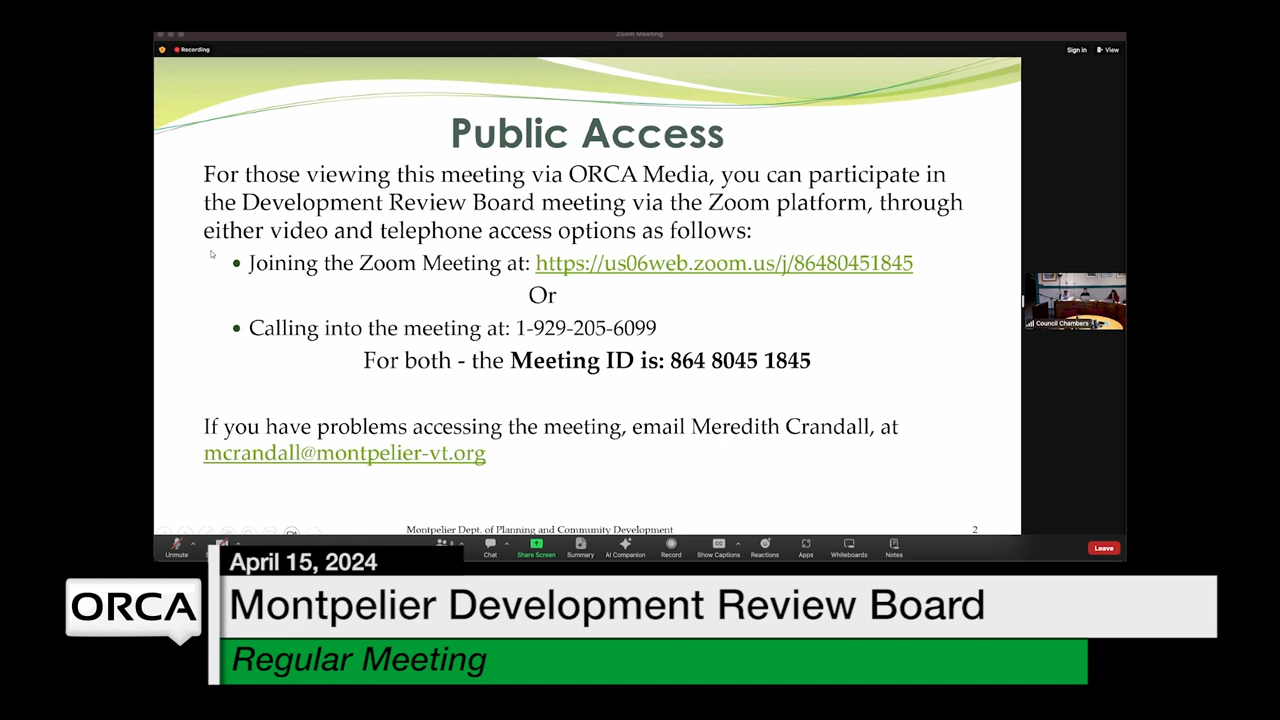 Zoom Meeting
Recording
Sign in
View
Public Access
For those viewing this meeting via ORCA Media, you can participate in
the Development Review Board meeting via the Zoom platform, through
either video and telephone access options as follows:
• Joining the Zoom Meeting at: https://us06web.zoom.us/j/86480451845
Or
• Calling into the meeting at: 1-929-205-6099
For both - the Meeting ID is: 864 8045 1845
Council Chambers
If you have problems accessing the meeting, email Meredith Crandall, at
mcrandall@montpelier-vt.org
Montpelier Dept. of Planning and Community Development
2
Unmute
Chat
Share Screen
Summary
AI Companion
Record
Show Captions
Reactions
Apps
Whiteboards
Notes
Leave
April 15, 2024
ORCA
Montpelier Development Review Board
Regular Meeting